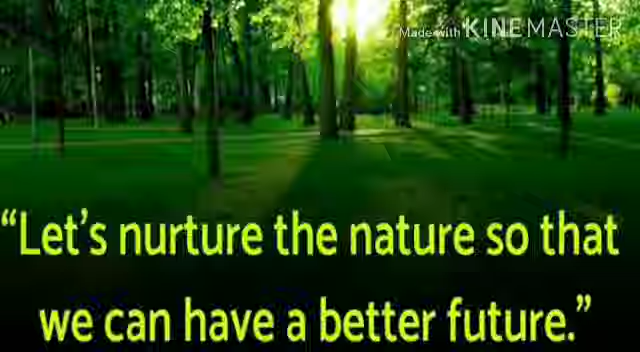 Made with KINEMASTER
“Let’s nurture the nature so that
we can have a better future.”